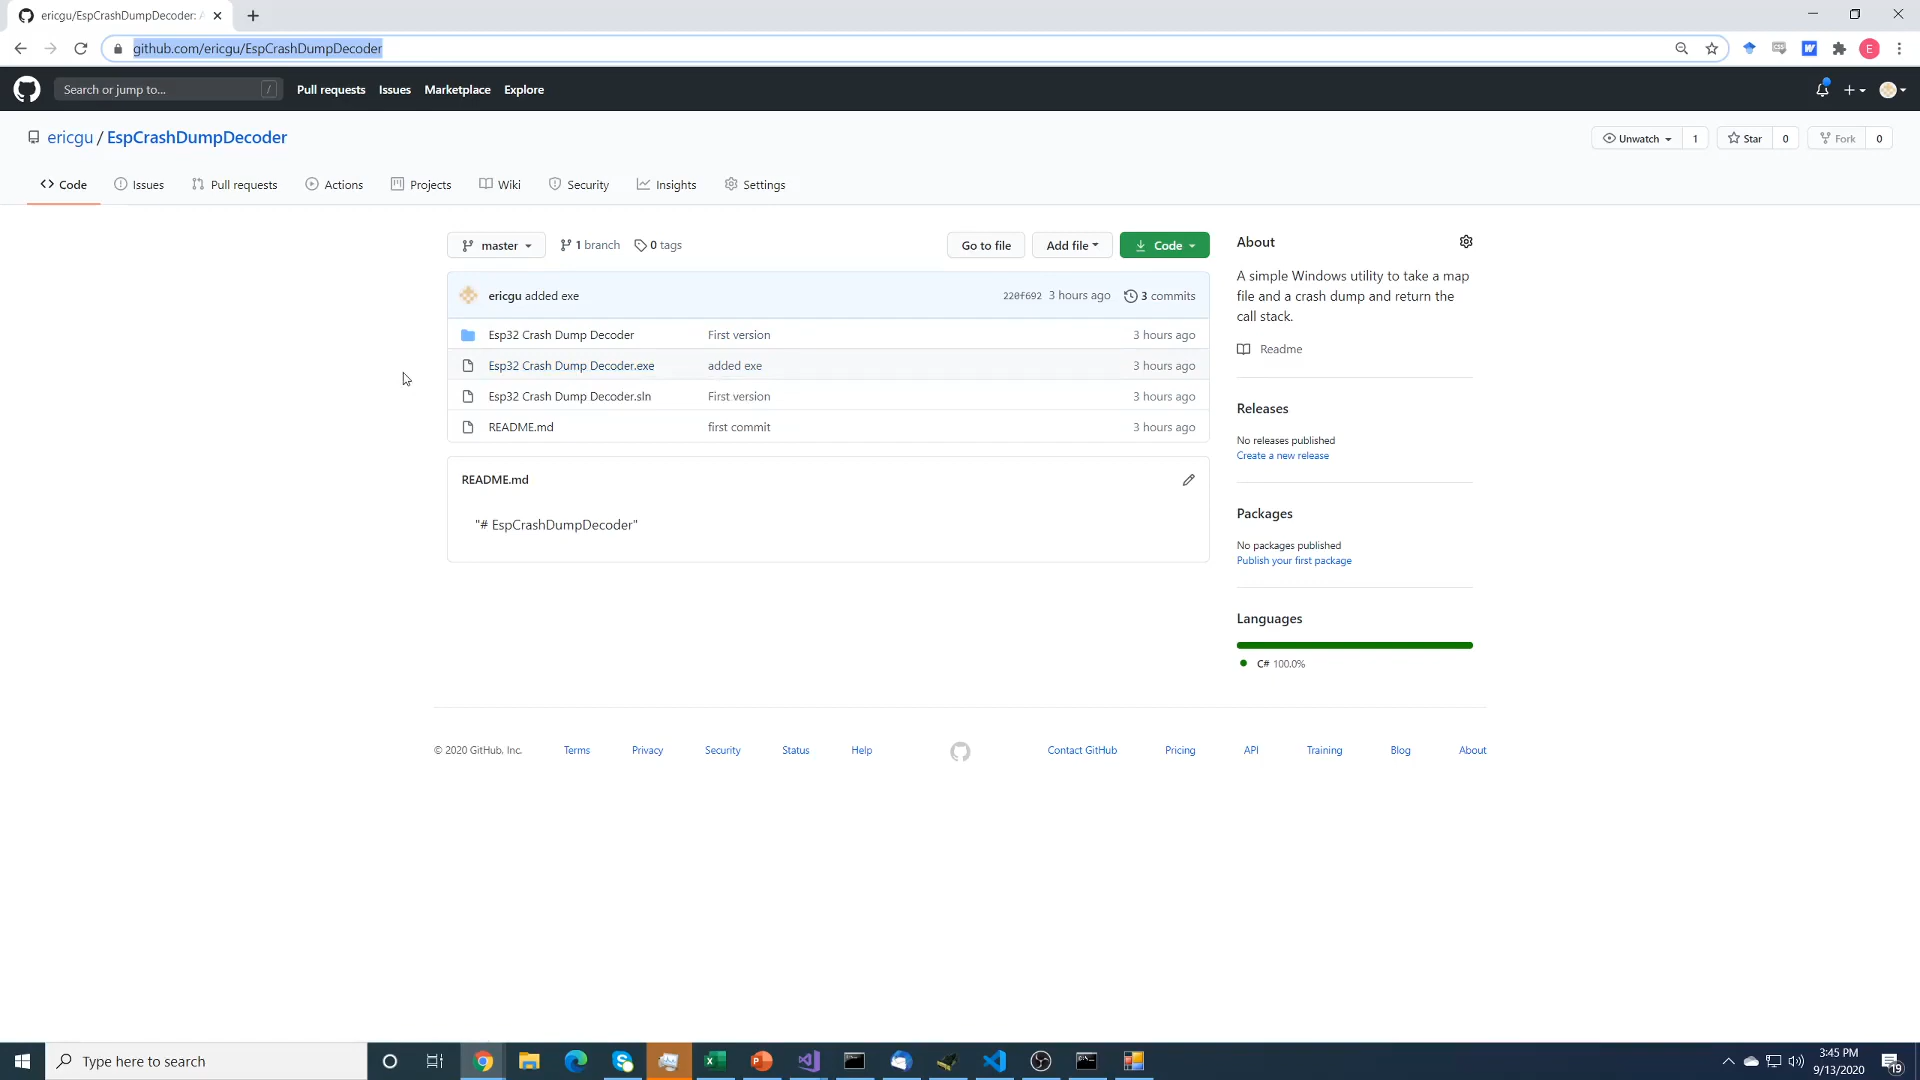 ericgu/EspCrashDumpDecoder: A
github.com/ericgu/EspCrashDumpDecoder
E
Search or jump to...
/
Pull requests
Issues
Marketplace
Explore
ericgu / EspCrashDumpDecoder
Unwatch
1
Star
0
Fork
0
Code
Issues
Pull requests
Actions
Projects
Wiki
Security
Insights
Settings
master
1 branch
0 tags
Go to file
Add file
Code
ericgu added exe
220f692
3 hours ago
3 commits
Esp32 Crash Dump Decoder
First version
3 hours ago
Esp32 Crash Dump Decoder.exe
added exe
3 hours ago
Esp32 Crash Dump Decoder.sln
First version
3 hours ago
README.md
first commit
3 hours ago
README.md
"# EspCrashDumpDecoder"
About
A simple Windows utility to take a map
file and a crash dump and return the
call stack.
Readme
Releases
No releases published
Create a new release
Packages
No packages published
Publish your first package
Languages
C# 100.0%
© 2020 GitHub, Inc.
Terms
Privacy
Security
Status
Help
Contact GitHub
Pricing
API
Training
Blog
About
Type here to search
3:45 PM
9/13/2020
19